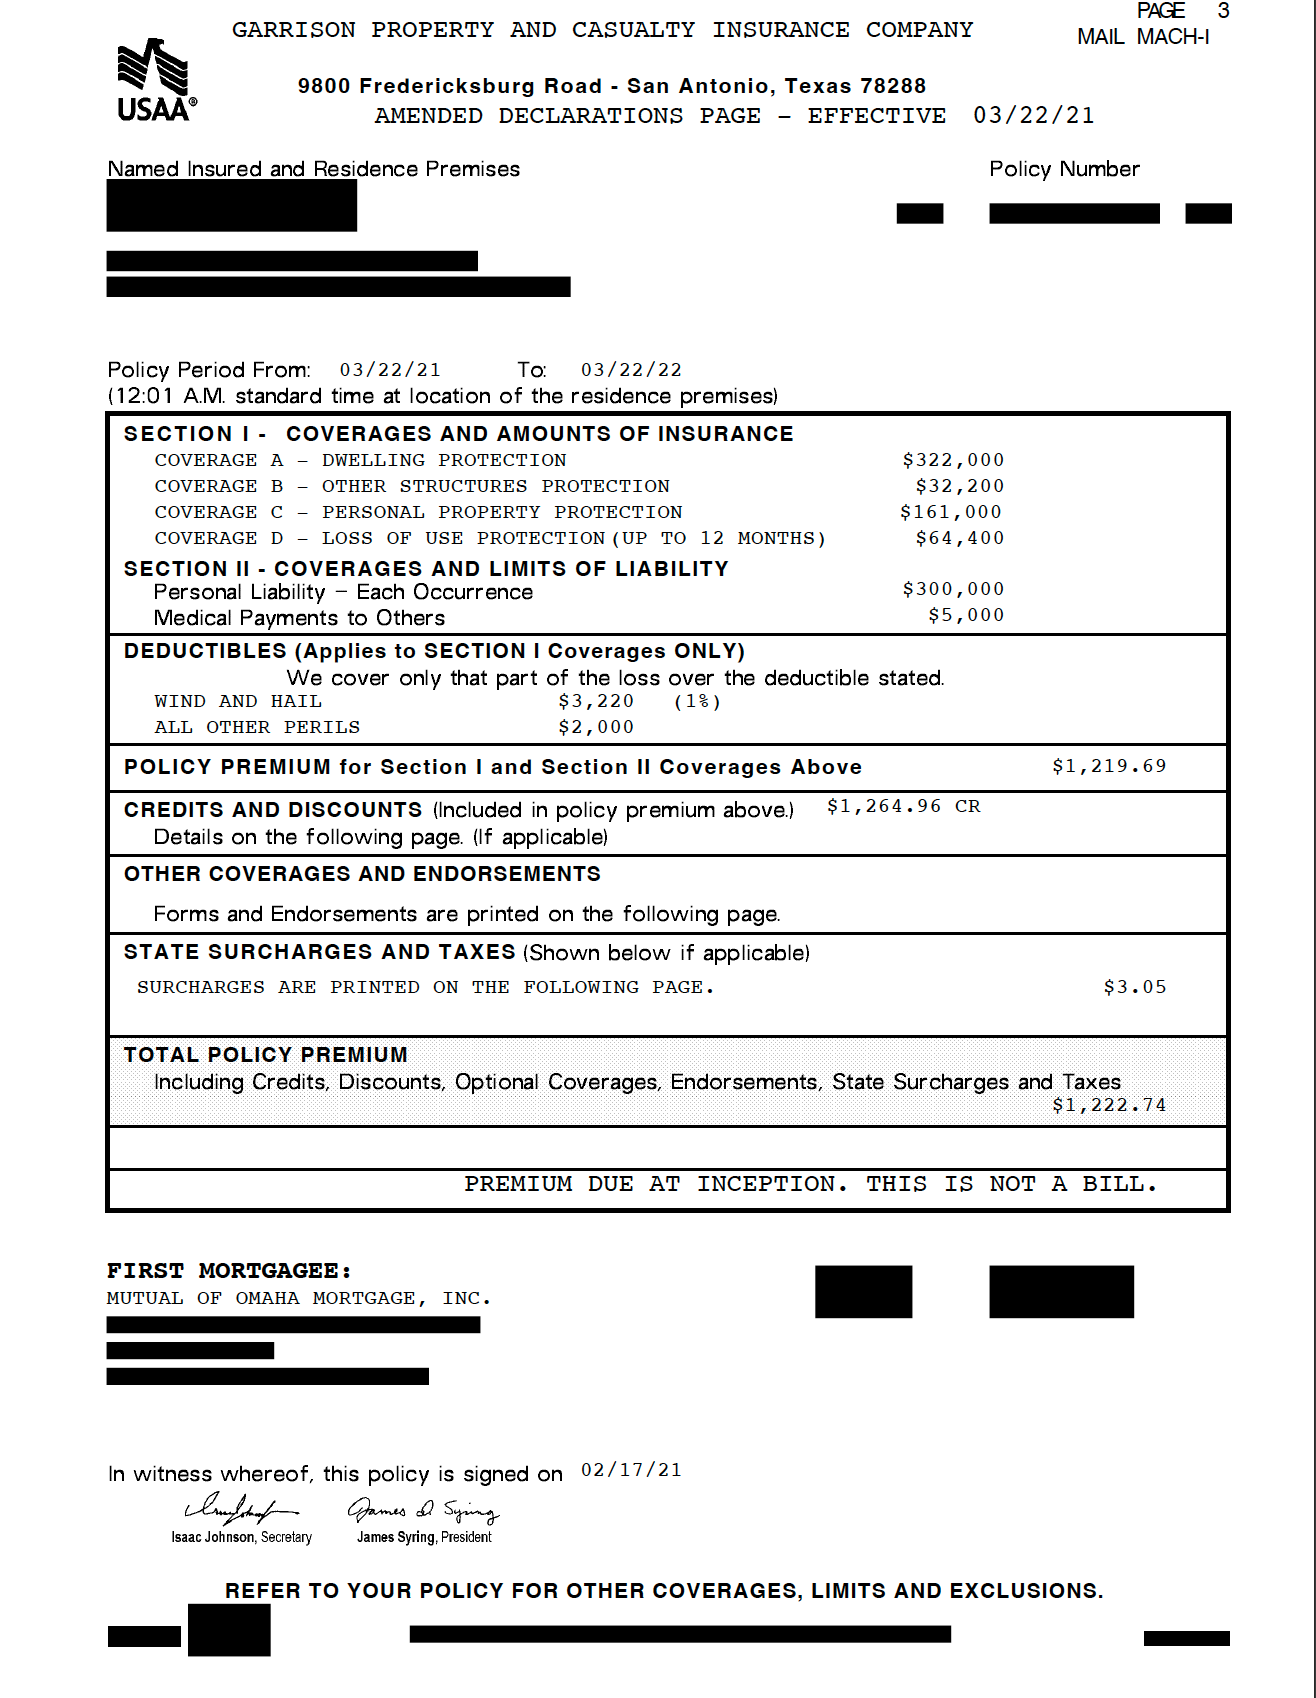 PAGE 3
GARRISON PROPERTY AND CASUALTY INSURANCE COMPANY
MAIL MACH-I
USAA®
9800 Fredericksburg Road - San Antonio, Texas 78288
AMENDED DECLARATIONS PAGE - EFFECTIVE 03/22/21
Named Insured and Residence Premises Policy Number
Policy Period From: 03/22/21 To: 03/22/22
(12:01 A.M. standard time at location of the residence premises)
SECTION I - COVERAGES AND AMOUNTS OF INSURANCE
COVERAGE A - DWELLING PROTECTION $322,000
COVERAGE B - OTHER STRUCTURES PROTECTION $32,200
COVERAGE C - PERSONAL PROPERTY PROTECTION $161,000
COVERAGE D - LOSS OF USE PROTECTION (UP TO 12 MONTHS) $64,400
SECTION II - COVERAGES AND LIMITS OF LIABILITY
Personal Liability - Each Occurrence $300,000
Medical Payments to Others $5,000
DEDUCTIBLES (Applies to SECTION I Coverages ONLY)
We cover only that part of the loss over the deductible stated.
WIND AND HAIL $3,220 (1%)
ALL OTHER PERILS $2,000
POLICY PREMIUM for Section I and Section II Coverages Above $1,219.69
CREDITS AND DISCOUNTS (Included in policy premium above.) $1,264.96 CR
Details on the following page. (If applicable)
OTHER COVERAGES AND ENDORSEMENTS
Forms and Endorsements are printed on the following page.
STATE SURCHARGES AND TAXES (Shown below if applicable)
SURCHARGES ARE PRINTED ON THE FOLLOWING PAGE. $3.05
TOTAL POLICY PREMIUM
Including Credits, Discounts, Optional Coverages, Endorsements, State Surcharges and Taxes
$1,222.74
PREMIUM DUE AT INCEPTION. THIS IS NOT A BILL.
FIRST MORTGAGEE:
MUTUAL OF OMAHA MORTGAGE, INC.
In witness whereof, this policy is signed on 02/17/21
James D Syring
Isaac Johnson, Secretary James Syring, President
REFER TO YOUR POLICY FOR OTHER COVERAGES, LIMITS AND EXCLUSIONS.